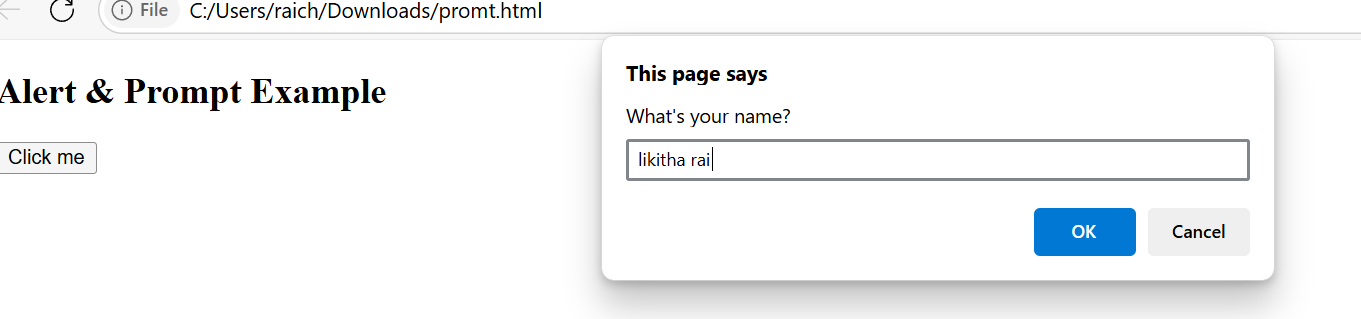 File C:/Users/raich/Downloads/promt.html
Alert & Prompt Example
Click me
This page says
What's your name?
likitha rai
OK Cancel